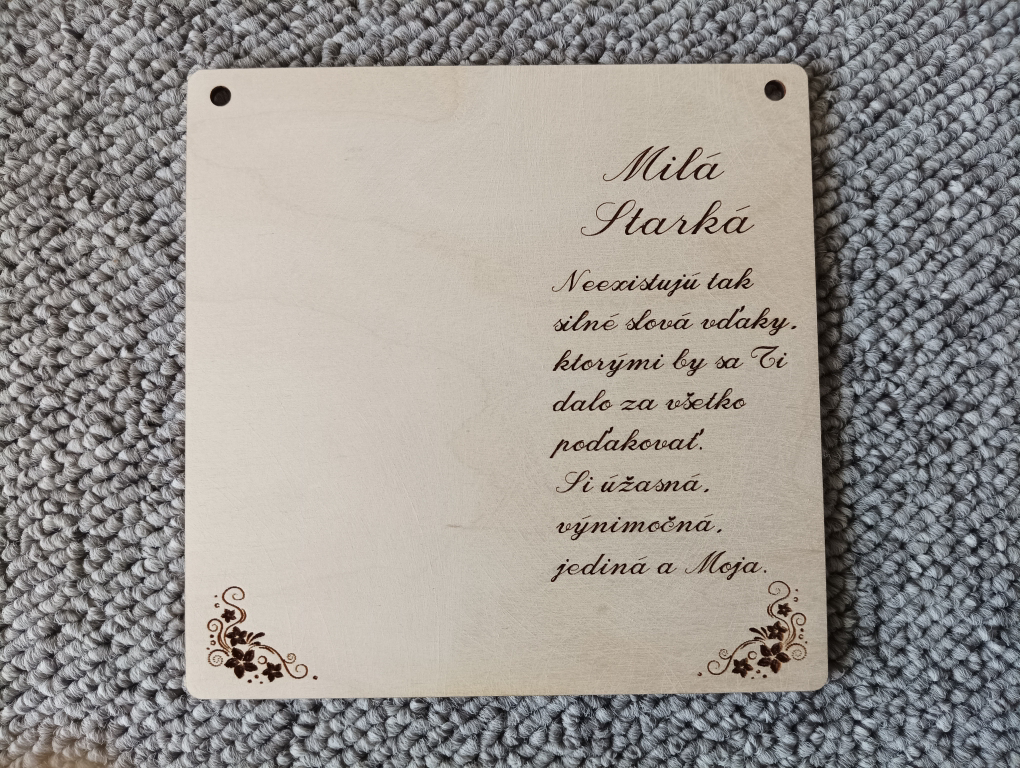 Milá
Starká
Neexistujú tak
silné slová vďaky,
ktorými by sa Ti
dalo za všetko
poďakovať.
Si úžasná,
výnimočná,
jediná a Moja.